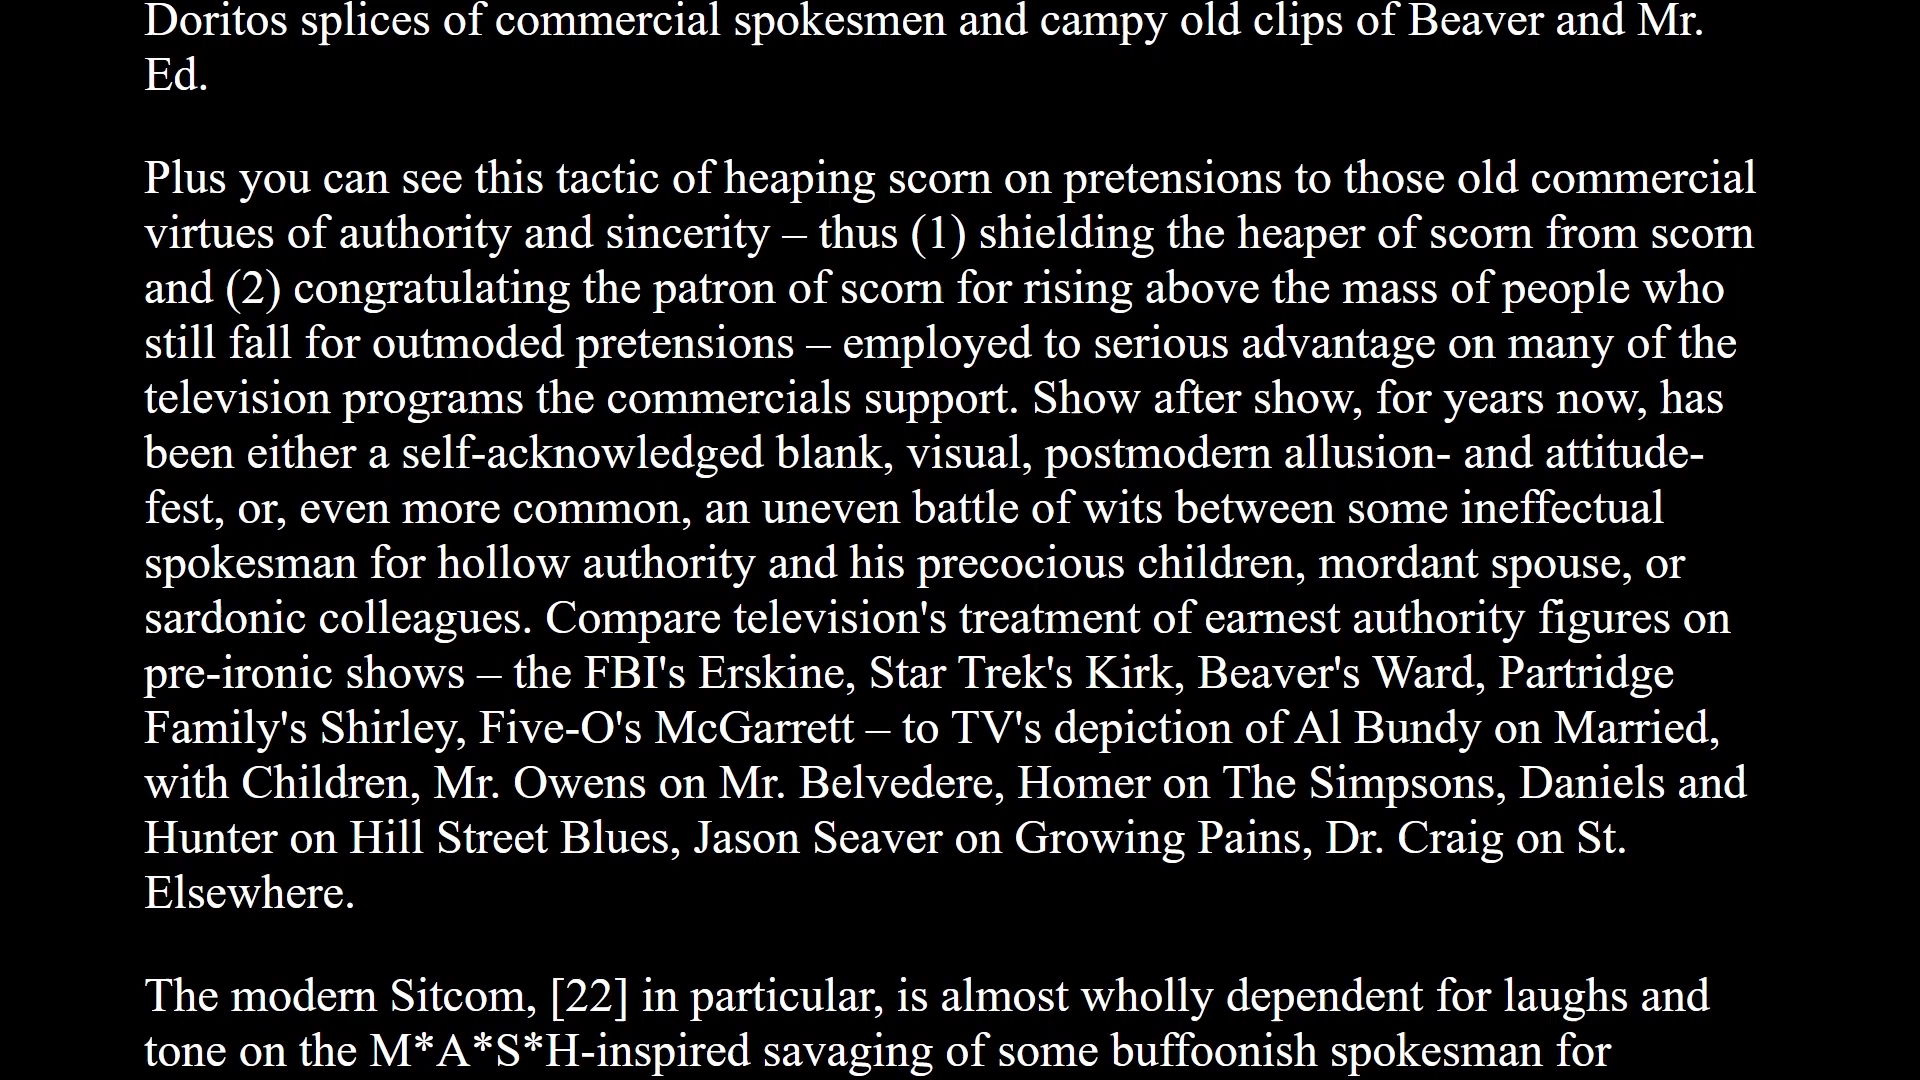 Doritos splices of commercial spokesmen and campy old clips of Beaver and Mr.
Ed.
Plus you can see this tactic of heaping scorn on pretensions to those old commercial
virtues of authority and sincerity – thus (1) shielding the heaper of scorn from scorn
and (2) congratulating the patron of scorn for rising above the mass of people who
still fall for outmoded pretensions – employed to serious advantage on many of the
television programs the commercials support. Show after show, for years now, has
been either a self-acknowledged blank, visual, postmodern allusion- and attitude-
fest, or, even more common, an uneven battle of wits between some ineffectual
spokesman for hollow authority and his precocious children, mordant spouse, or
sardonic colleagues. Compare television's treatment of earnest authority figures on
pre-ironic shows – the FBI's Erskine, Star Trek's Kirk, Beaver's Ward, Partridge
Family's Shirley, Five-O's McGarrett – to TV's depiction of Al Bundy on Married,
with Children, Mr. Owens on Mr. Belvedere, Homer on The Simpsons, Daniels and
Hunter on Hill Street Blues, Jason Seaver on Growing Pains, Dr. Craig on St.
Elsewhere.
The modern Sitcom, [22] in particular, is almost wholly dependent for laughs and
tone on the M*A*S*H-inspired savaging of some buffoonish spokesman for